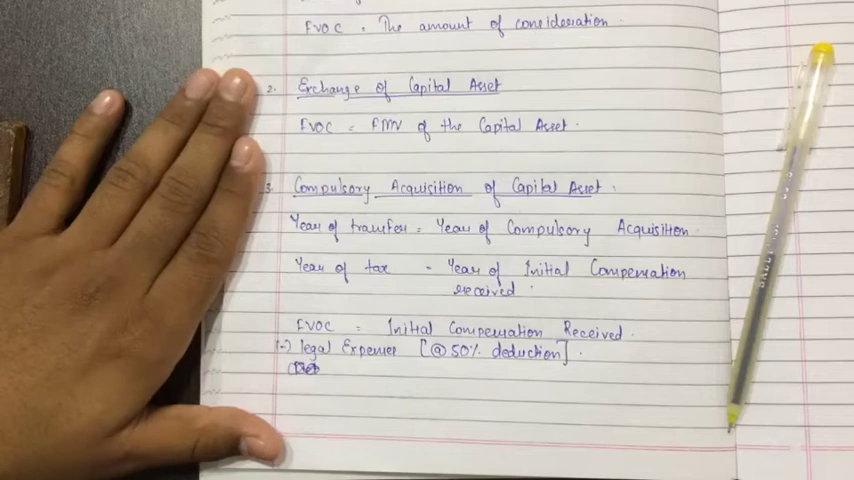 FVOC = The amount of consideration.
2. Exchange of Capital Asset
FVOC = FMV of the Capital Asset.
3. Compulsory Acquisition of Capital Asset.
Year of transfer = Year of Compulsory Acquisition
Year of tax = Year of Initial Compensation
received.
FVOC = Initial Compensation Received.
(-) legal Expenses [@ 50% deduction].